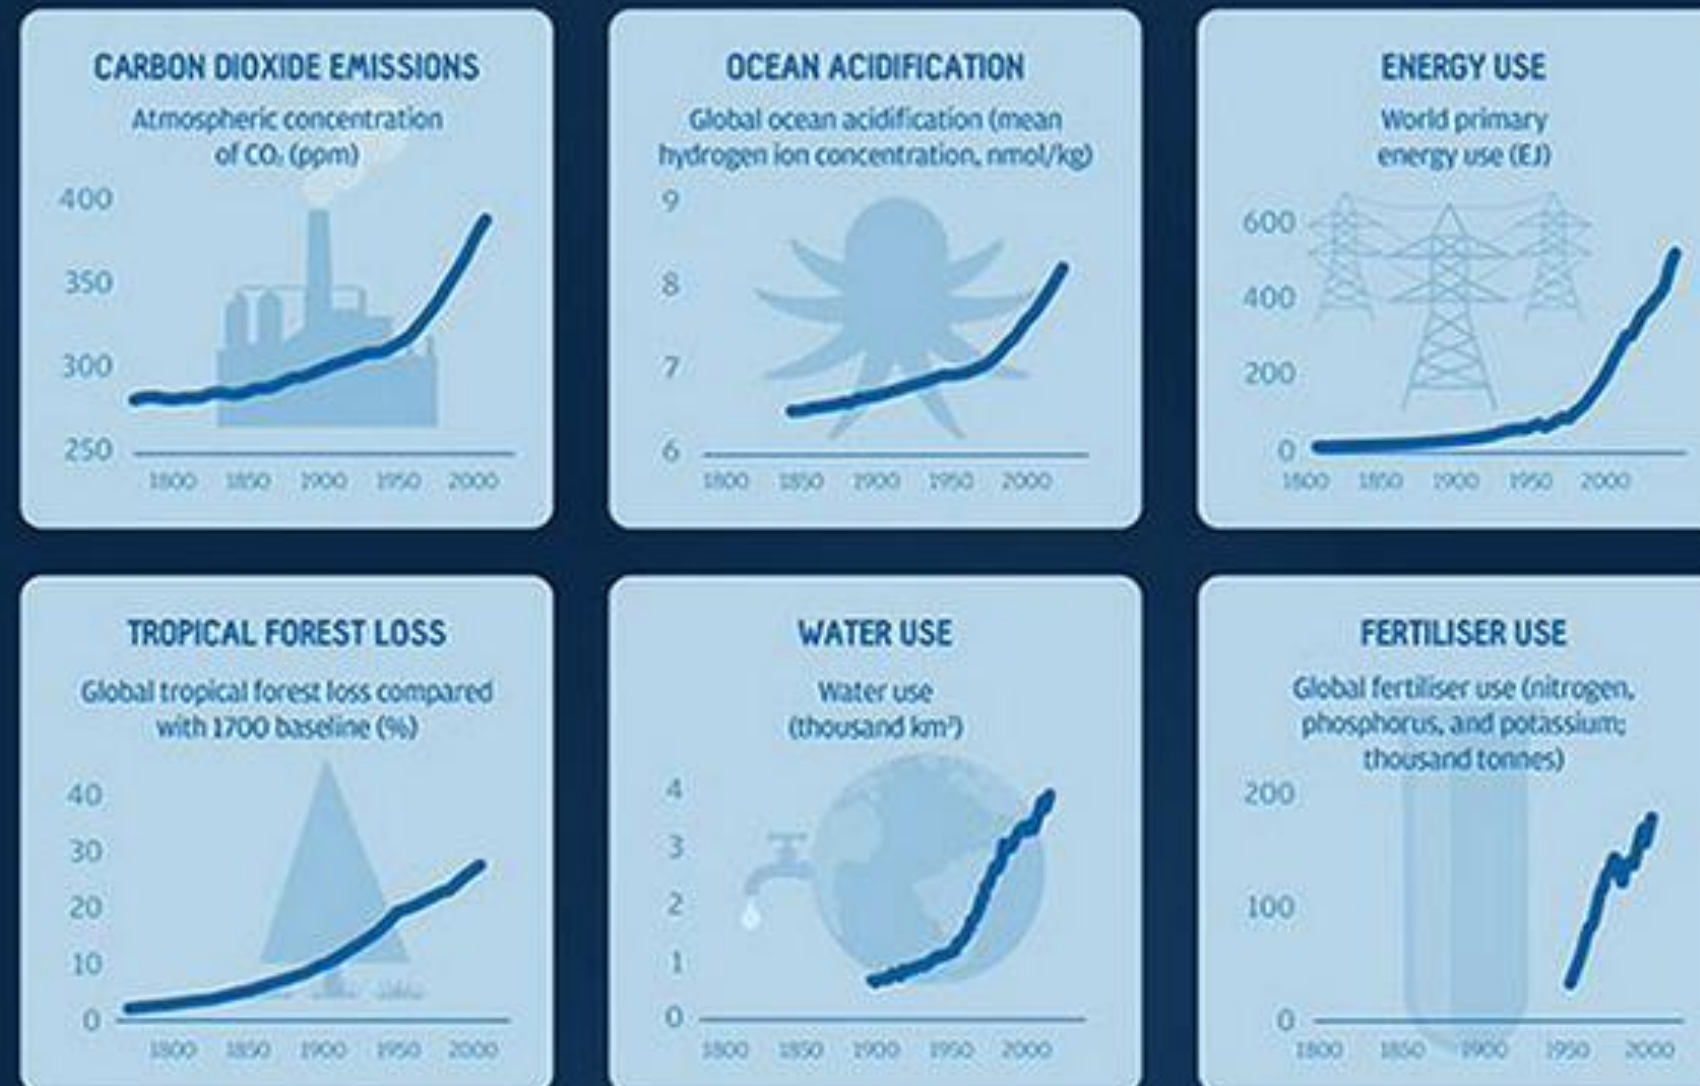 CARBON DIOXIDE EMISSIONS
Atmospheric concentration
of CO₂ (ppm)
400
350
300
250
1800 1850 1900 1950 2000
OCEAN ACIDIFICATION
Global ocean acidification (mean
hydrogen ion concentration, nmol/kg)
9
8
7
6
1800 1850 1900 1950 2000
ENERGY USE
World primary
energy use (EJ)
600
400
200
0
1800 1850 1900 1950 2000
TROPICAL FOREST LOSS
Global tropical forest loss compared
with 1700 baseline (%)
40
30
20
10
0
1800 1850 1900 1950 2000
WATER USE
Water use
(thousand km³)
4
3
2
1
0
1800 1850 1900 1950 2000
FERTILISER USE
Global fertiliser use (nitrogen,
phosphorus, and potassium;
thousand tonnes)
200
100
0
1800 1850 1900 1950 2000